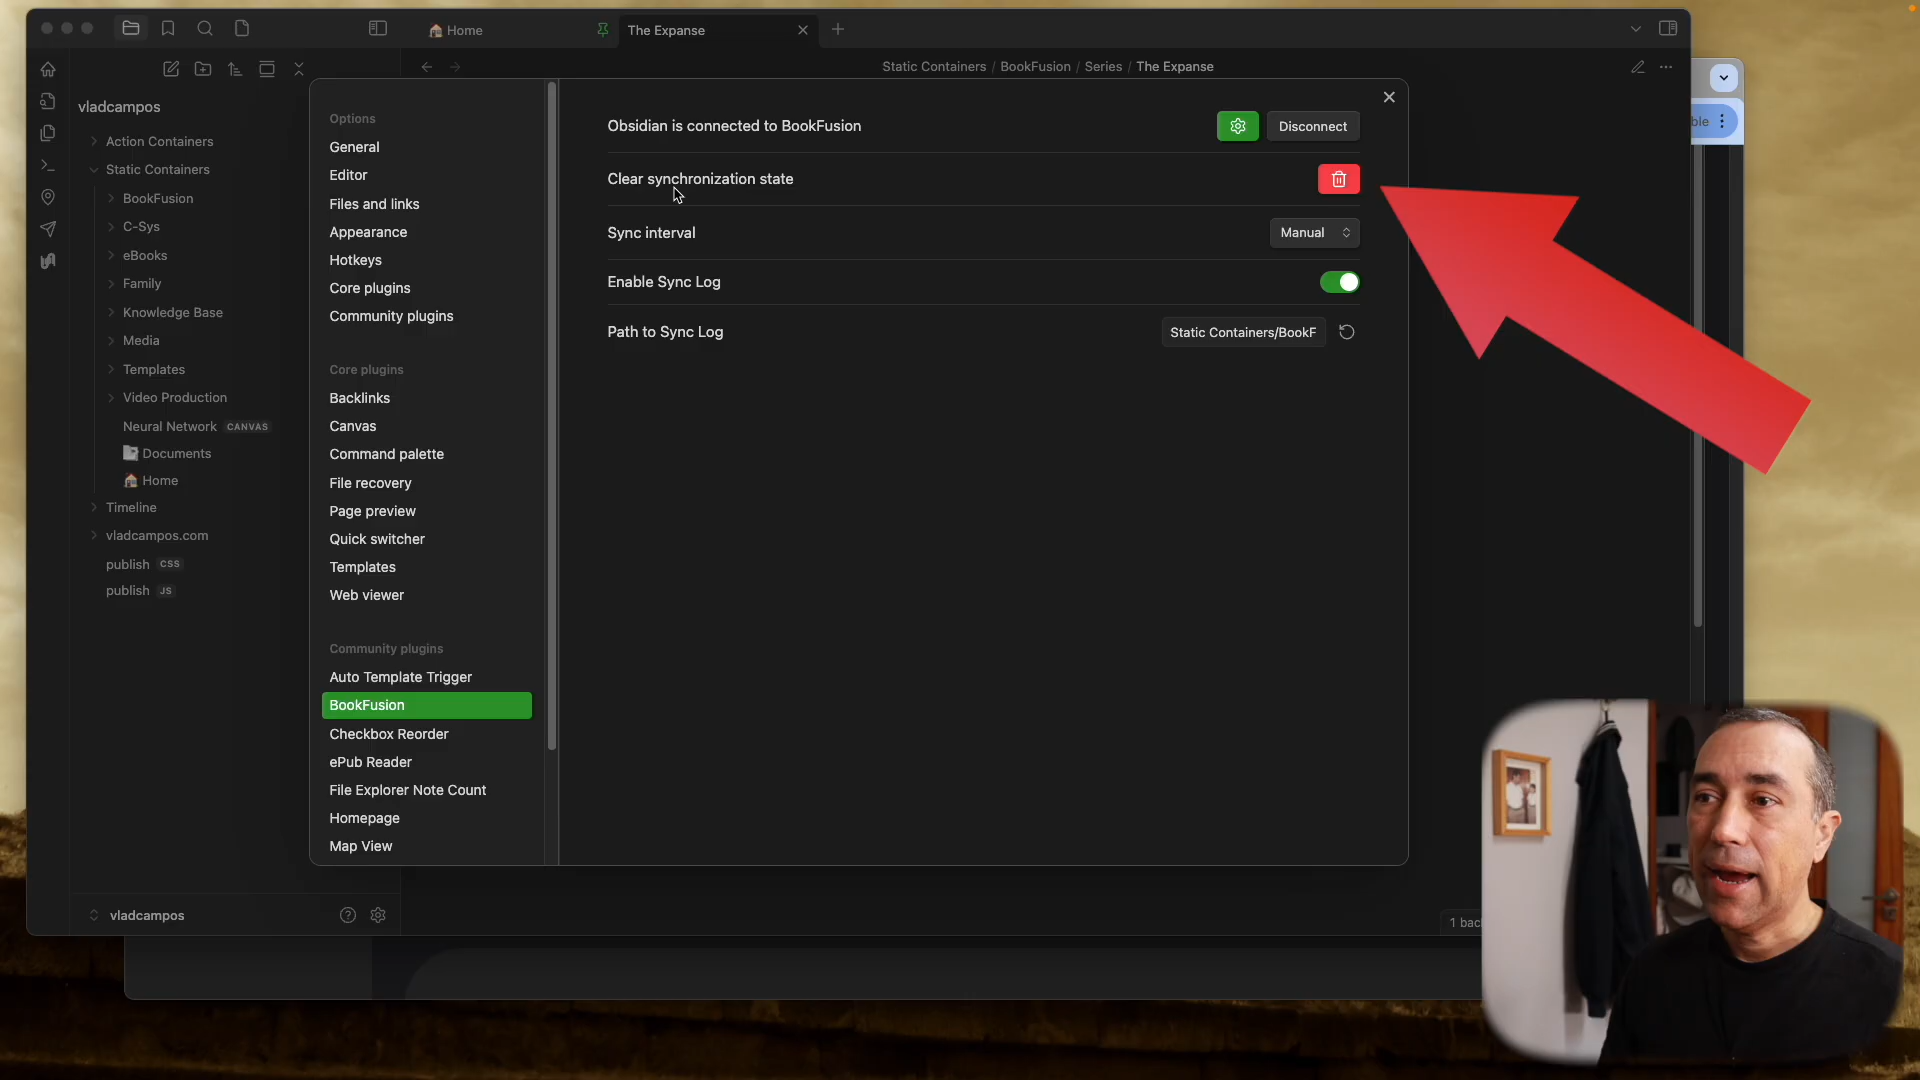 Home
The Expanse
Static Containers / BookFusion / Series / The Expanse
vladcampos
Action Containers
Static Containers
BookFusion
C-Sys
eBooks
Family
Knowledge Base
Media
Templates
Video Production
Neural Network CANVAS
Documents
Home
Timeline
vladcampos.com
publish CSS
publish JS
vladcampos
Options
General
Editor
Files and links
Appearance
Hotkeys
Core plugins
Community plugins
Core plugins
Backlinks
Canvas
Command palette
File recovery
Page preview
Quick switcher
Templates
Web viewer
Community plugins
Auto Template Trigger
BookFusion
Checkbox Reorder
ePub Reader
File Explorer Note Count
Homepage
Map View
Obsidian is connected to BookFusion
Disconnect
Clear synchronization state
Sync interval
Manual
Enable Sync Log
Path to Sync Log
Static Containers/BookF
ble
1 bac